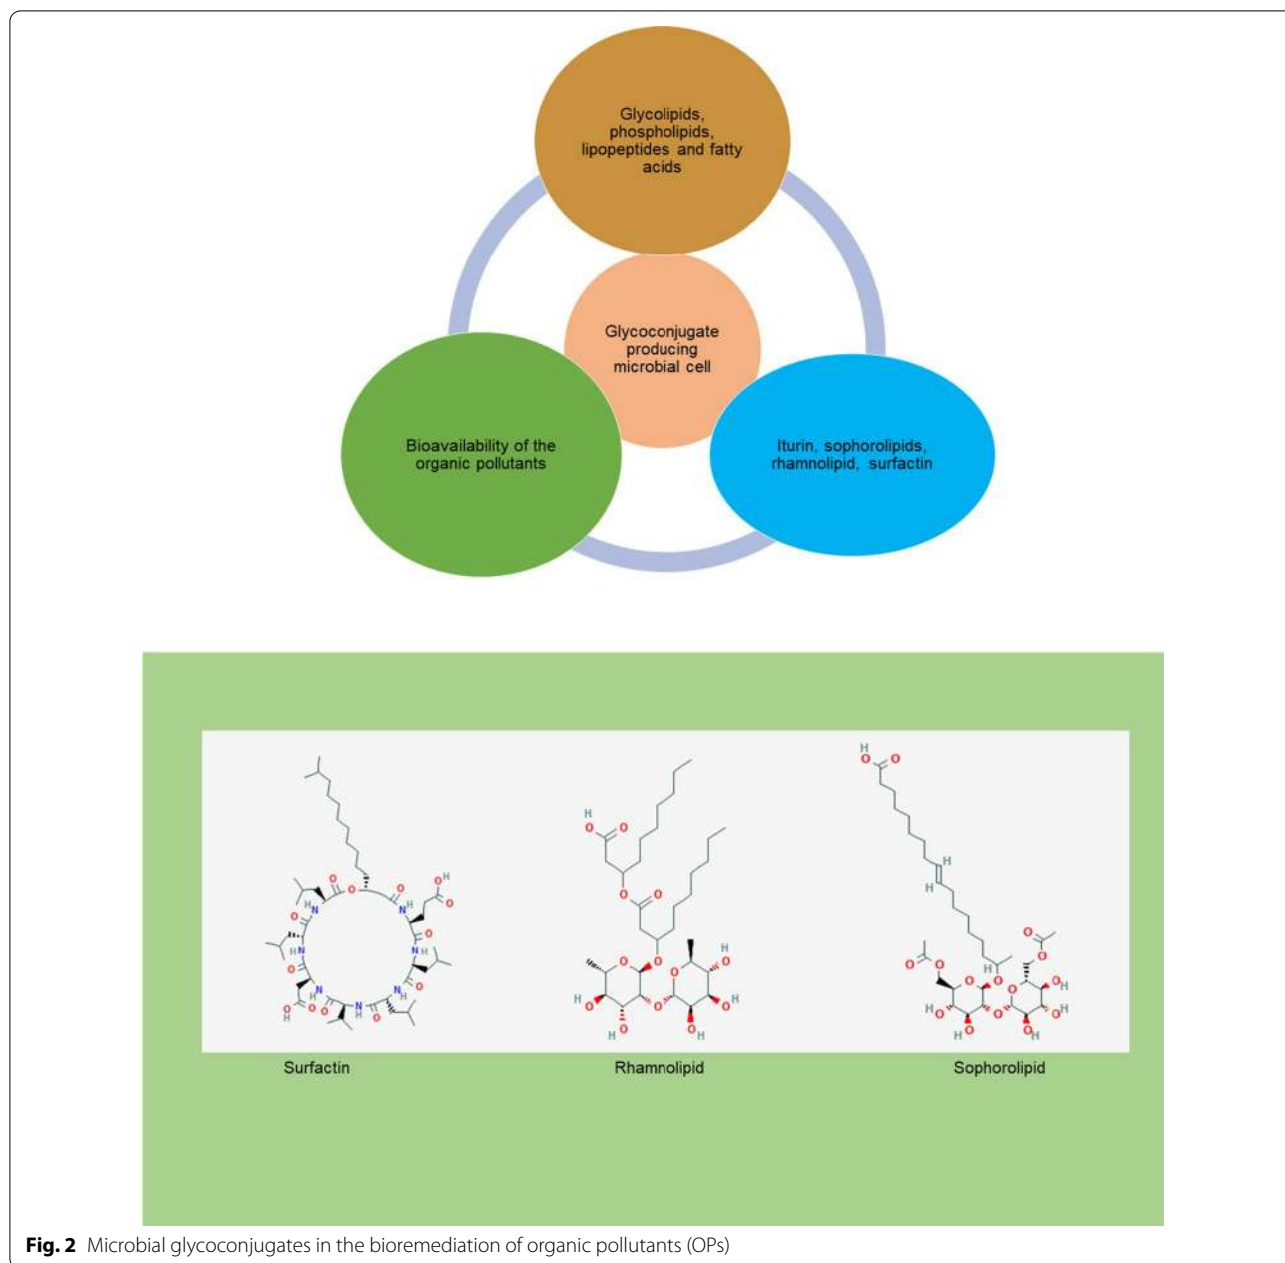 Glycolipids,
phospholipids,
lipopeptides and fatty
acids
Glycoconjugate
producing
microbial cell
Bioavailability of the
organic pollutants
Iturin, sophorolipids,
rhamnolipid, surfactin
Surfactin
Rhamnolipid
Sophorolipid
Fig. 2 Microbial glycoconjugates in the bioremediation of organic pollutants (OPs)